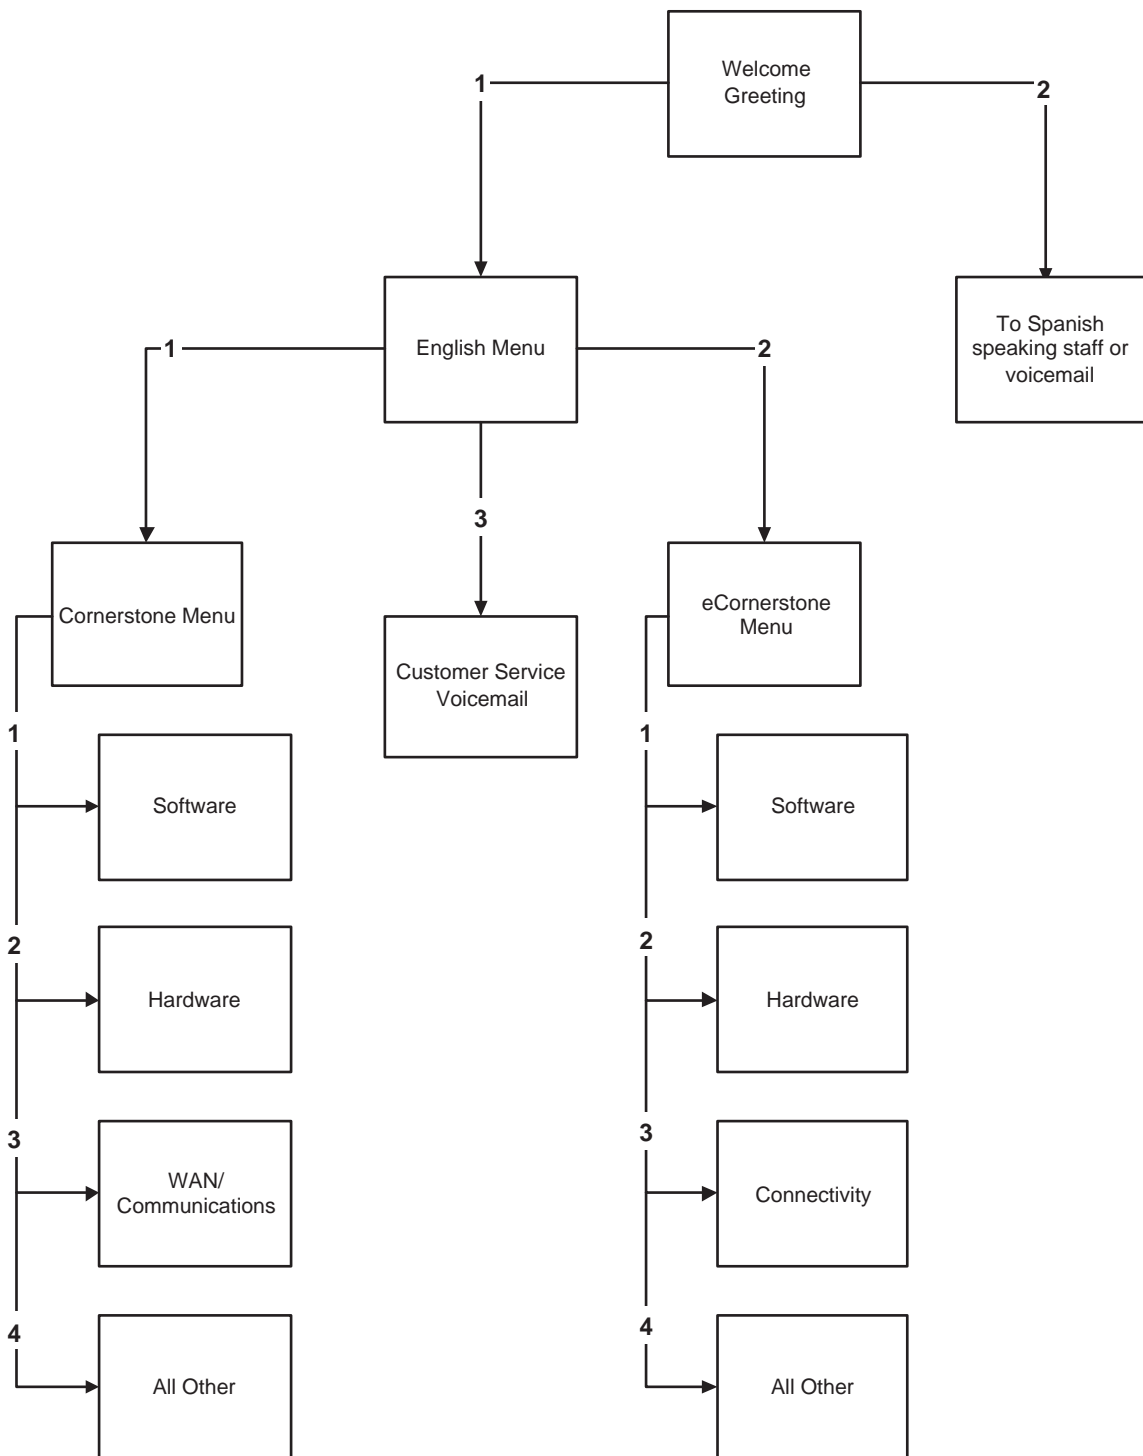 Welcome
Greeting
1
2
English Menu
To Spanish
speaking staff or
voicemail
1
2
3
Cornerstone Menu
Customer Service
Voicemail
eCornerstone
Menu
1
Software
2
Hardware
3
WAN/
Communications
4
All Other
1
Software
2
Hardware
3
Connectivity
4
All Other